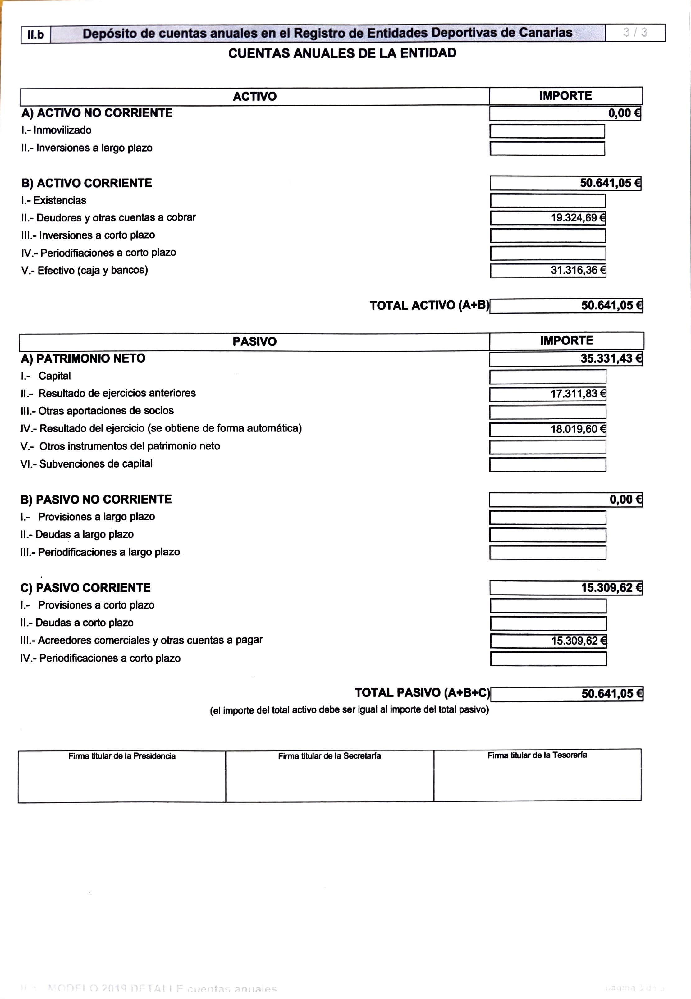 II.b Depósito de cuentas anuales en el Registro de Entidades Deportivas de Canarias 3 / 3
CUENTAS ANUALES DE LA ENTIDAD
ACTIVO IMPORTE
A) ACTIVO NO CORRIENTE 0,00 €
I.- Inmovilizado
II.- Inversiones a largo plazo
B) ACTIVO CORRIENTE 50.641,05 €
I.- Existencias
II.- Deudores y otras cuentas a cobrar 19.324,69 €
III.- Inversiones a corto plazo
IV.- Periodifiaciones a corto plazo
V.- Efectivo (caja y bancos) 31.316,36 €
TOTAL ACTIVO (A+B) 50.641,05 €
PASIVO IMPORTE
A) PATRIMONIO NETO 35.331,43 €
I.- Capital
II.- Resultado de ejercicios anteriores 17.311,83 €
III.- Otras aportaciones de socios
IV.- Resultado del ejercicio (se obtiene de forma automática) 18.019,60 €
V.- Otros instrumentos del patrimonio neto
VI.- Subvenciones de capital
B) PASIVO NO CORRIENTE 0,00 €
I.- Provisiones a largo plazo
II.- Deudas a largo plazo
III.- Periodificaciones a largo plazo
C) PASIVO CORRIENTE 15.309,62 €
I.- Provisiones a corto plazo
II.- Deudas a corto plazo
III.- Acreedores comerciales y otras cuentas a pagar 15.309,62 €
IV.- Periodificaciones a corto plazo
TOTAL PASIVO (A+B+C) 50.641,05 €
(el importe del total activo debe ser igual al importe del total pasivo)
Firma titular de la Presidencia Firma titular de la Secretaría Firma titular de la Tesorería
MODELO 2019 DETALLE cuentas anuales página